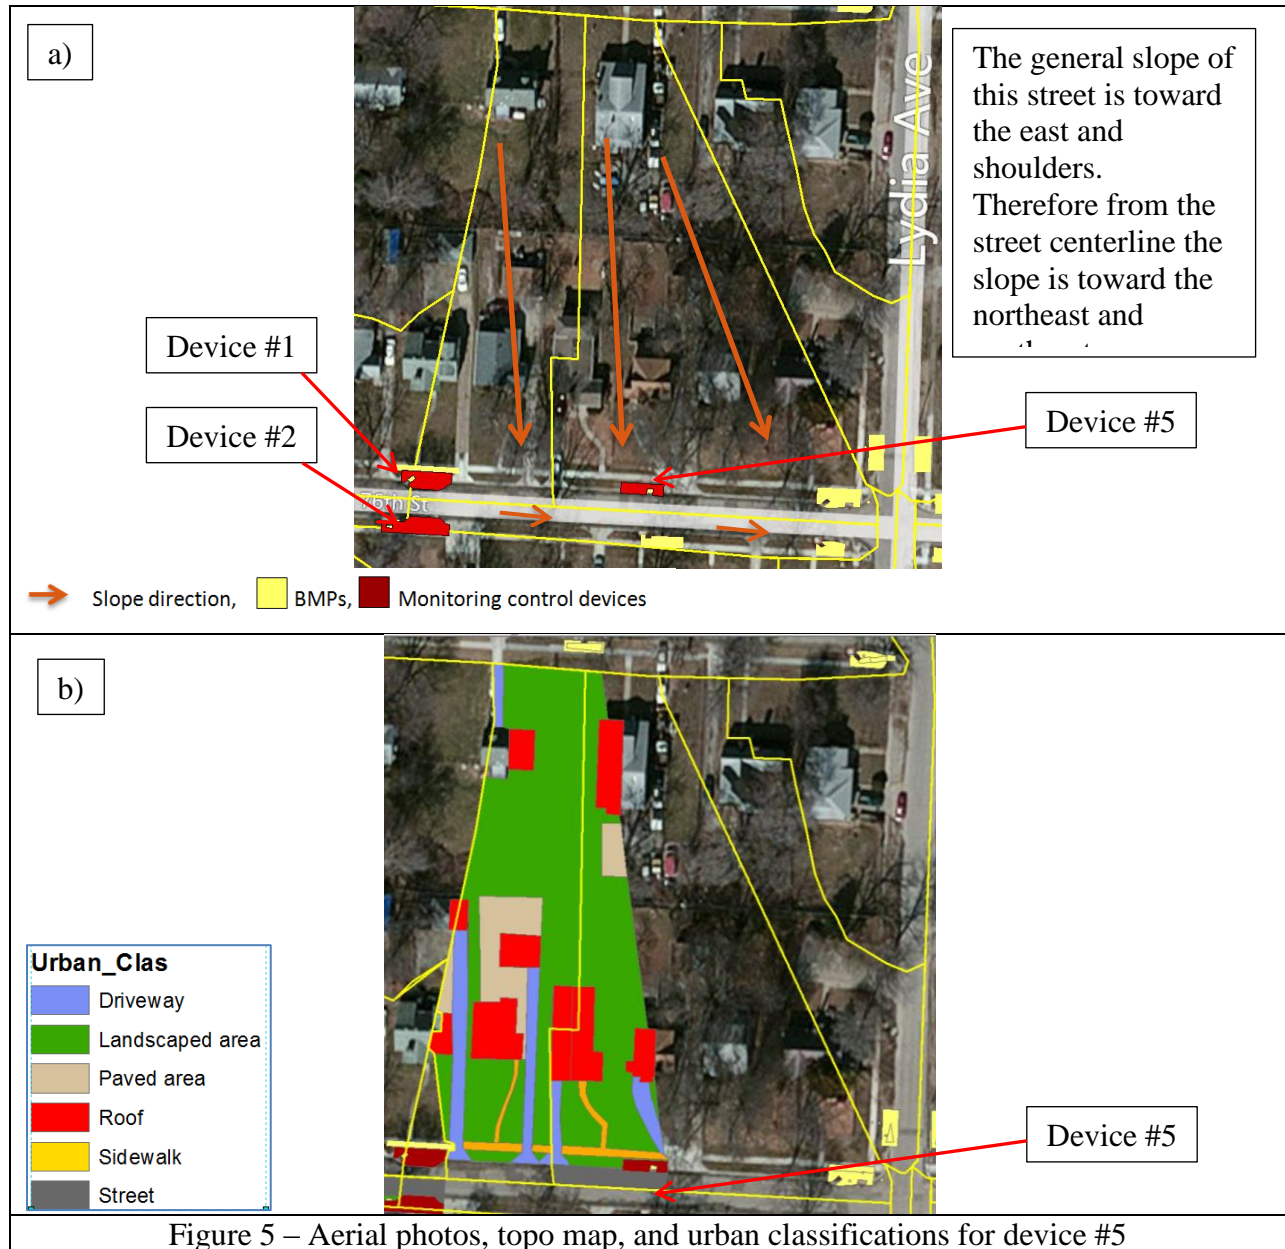 a)
The general slope of
this street is toward
the east and
shoulders.
Therefore from the
street centerline the
slope is toward the
northeast and
Lydia Ave
Device #1
Device #2
Device #5
76th St
Slope direction, BMPs, Monitoring control devices
b)
Urban_Clas
Driveway
Landscaped area
Paved area
Roof
Sidewalk
Street
Device #5
Figure 5 – Aerial photos, topo map, and urban classifications for device #5